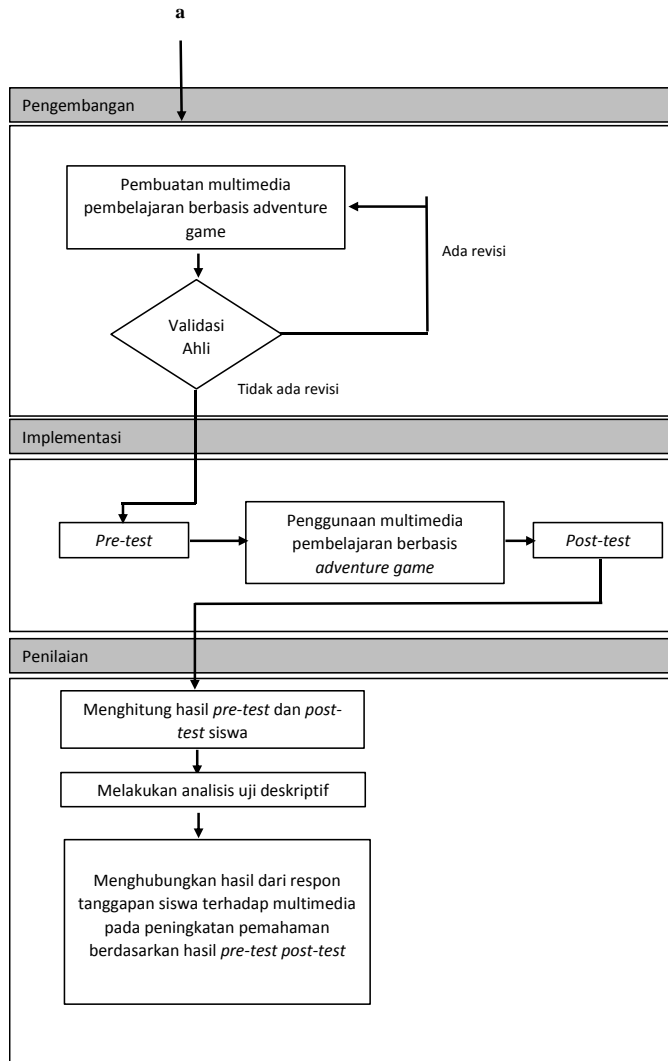 a
Pengembangan
Pembuatan multimedia
pembelajaran berbasis adventure
game
Ada revisi
Validasi
Ahli
Tidak ada revisi
Implementasi
Pre-test
Penggunaan multimedia
pembelajaran berbasis
adventure game
Post-test
Penilaian
Menghitung hasil pre-test dan post-
test siswa
Melakukan analisis uji deskriptif
Menghubungkan hasil dari respon
tanggapan siswa terhadap multimedia
pada peningkatan pemahaman
berdasarkan hasil pre-test post-test